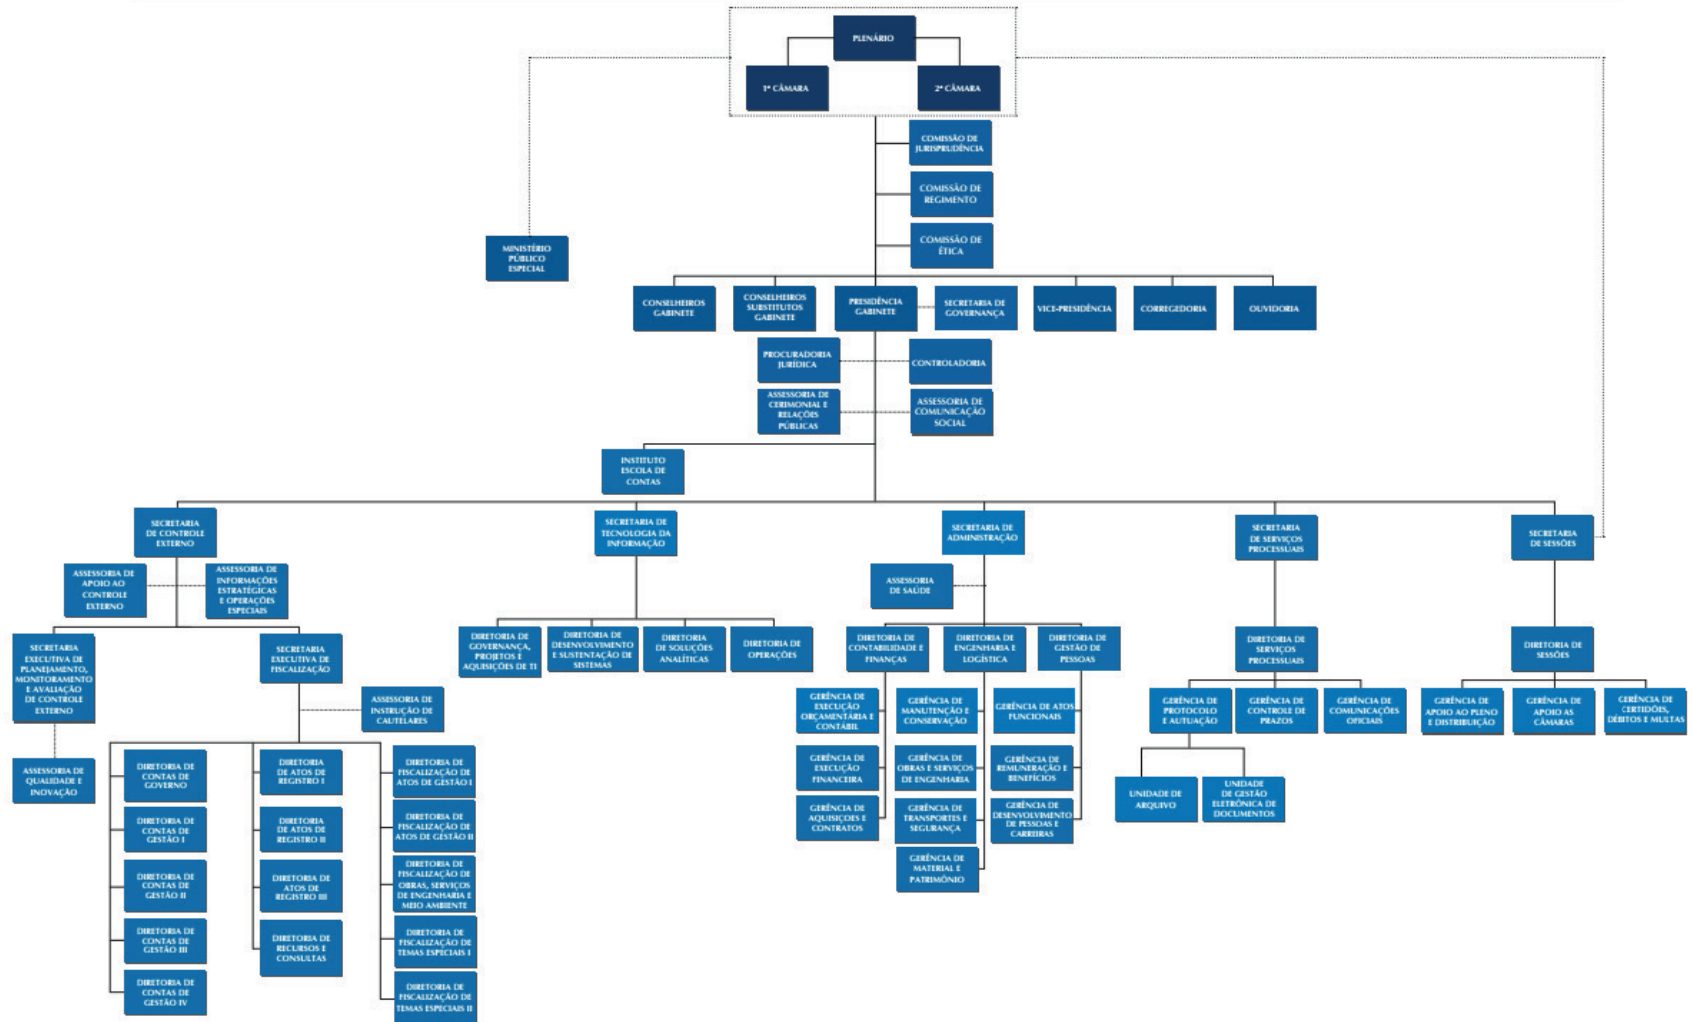 PLENÁRIO
1ª CÂMARA
2ª CÂMARA
COMISSÃO DE
JURISPRUDÊNCIA
COMISSÃO DE
REGIMENTO
COMISSÃO DE
ÉTICA
MINISTÉRIO
PÚBLICO
ESPECIAL
CONSELHEIROS
GABINETE
CONSELHEIROS
SUBSTITUTOS
GABINETE
PRESIDÊNCIA
GABINETE
SECRETARIA DE
GOVERNANÇA
VICE-PRESIDÊNCIA
CORREGEDORIA
OUVIDORIA
PROCURADORIA
JURÍDICA
CONTROLADORIA
ASSESSORIA DE
CERIMONIAL E
RELAÇÕES
PÚBLICAS
ASSESSORIA DE
COMUNICAÇÃO
SOCIAL
INSTITUTO
ESCOLA DE
CONTAS
SECRETARIA
DE CONTROLE
EXTERNO
SECRETARIA DE
TECNOLOGIA DA
INFORMAÇÃO
SECRETARIA DE
ADMINISTRAÇÃO
SECRETARIA
DE SERVIÇOS
PROCESSUAIS
SECRETARIA
DE SESSÕES
ASSESSORIA DE
APOIO AO
CONTROLE
EXTERNO
ASSESSORIA DE
INFORMAÇÕES
ESTRATÉGICAS
E OPERAÇÕES
ESPECIAIS
ASSESSORIA
DE SAÚDE
SECRETARIA
EXECUTIVA DE
PLANEJAMENTO,
MONITORAMENTO
E AVALIAÇÃO
DE CONTROLE
EXTERNO
SECRETARIA
EXECUTIVA DE
FISCALIZAÇÃO
DIRETORIA DE
GOVERNANÇA,
PROJETOS E
AQUISIÇÕES DE TI
DIRETORIA DE
DESENVOLVIMENTO
E SUSTENTAÇÃO DE
SISTEMAS
DIRETORIA
DE SOLUÇÕES
ANALÍTICAS
DIRETORIA DE
OPERAÇÕES
DIRETORIA DE
CONTABILIDADE E
FINANÇAS
DIRETORIA DE
ENGENHARIA E
LOGÍSTICA
DIRETORIA DE
GESTÃO DE
PESSOAS
DIRETORIA DE
SERVIÇOS
PROCESSUAIS
DIRETORIA DE
SESSÕES
ASSESSORIA DE
INSTRUÇÃO DE
CAUTELARES
GERÊNCIA DE
EXECUÇÃO
ORÇAMENTÁRIA E
CONTÁBIL
GERÊNCIA DE
MANUTENÇÃO E
CONSERVAÇÃO
GERÊNCIA DE ATOS
FUNCIONAIS
GERÊNCIA DE
PROTOCOLO
E AUTUAÇÃO
GERÊNCIA DE
CONTROLE DE
PRAZOS
GERÊNCIA DE
COMUNICAÇÕES
OFICIAIS
GERÊNCIA DE
APOIO AO PLENO
E DISTRIBUIÇÃO
GERÊNCIA DE
APOIO AS
CÂMARAS
GERÊNCIA DE
CERTIDÕES,
DÉBITOS E MULTAS
ASSESSORIA DE
QUALIDADE E
INOVAÇÃO
DIRETORIA DE
CONTAS DE
GOVERNO
DIRETORIA
DE ATOS DE
REGISTRO I
DIRETORIA DE
FISCALIZAÇÃO DE
ATOS DE GESTÃO I
GERÊNCIA DE
EXECUÇÃO
FINANCEIRA
GERÊNCIA DE
OBRAS E SERVIÇOS
DE ENGENHARIA
GERÊNCIA DE
REMUNERAÇÃO E
BENEFÍCIOS
UNIDADE DE
ARQUIVO
UNIDADE
DE GESTÃO
ELETRÔNICA DE
DOCUMENTOS
DIRETORIA DE
CONTAS DE
GESTÃO I
DIRETORIA
DE ATOS DE
REGISTRO II
DIRETORIA DE
FISCALIZAÇÃO DE
ATOS DE GESTÃO II
GERÊNCIA DE
AQUISIÇÕES E
CONTRATOS
GERÊNCIA DE
TRANSPORTES E
SEGURANÇA
GERÊNCIA DE
DESENVOLVIMENTO
DE PESSOAS E
CARREIRAS
DIRETORIA DE
CONTAS DE
GESTÃO II
DIRETORIA DE
ATOS DE
REGISTRO III
DIRETORIA DE
FISCALIZAÇÃO DE
OBRAS, SERVIÇOS
DE ENGENHARIA E
MEIO AMBIENTE
GERÊNCIA DE
MATERIAL E
PATRIMÔNIO
DIRETORIA DE
CONTAS DE
GESTÃO III
DIRETORIA DE
RECURSOS E
CONSULTAS
DIRETORIA DE
FISCALIZAÇÃO DE
TEMAS ESPECIAIS I
DIRETORIA DE
CONTAS DE
GESTÃO IV
DIRETORIA DE
FISCALIZAÇÃO DE
TEMAS ESPECIAIS II